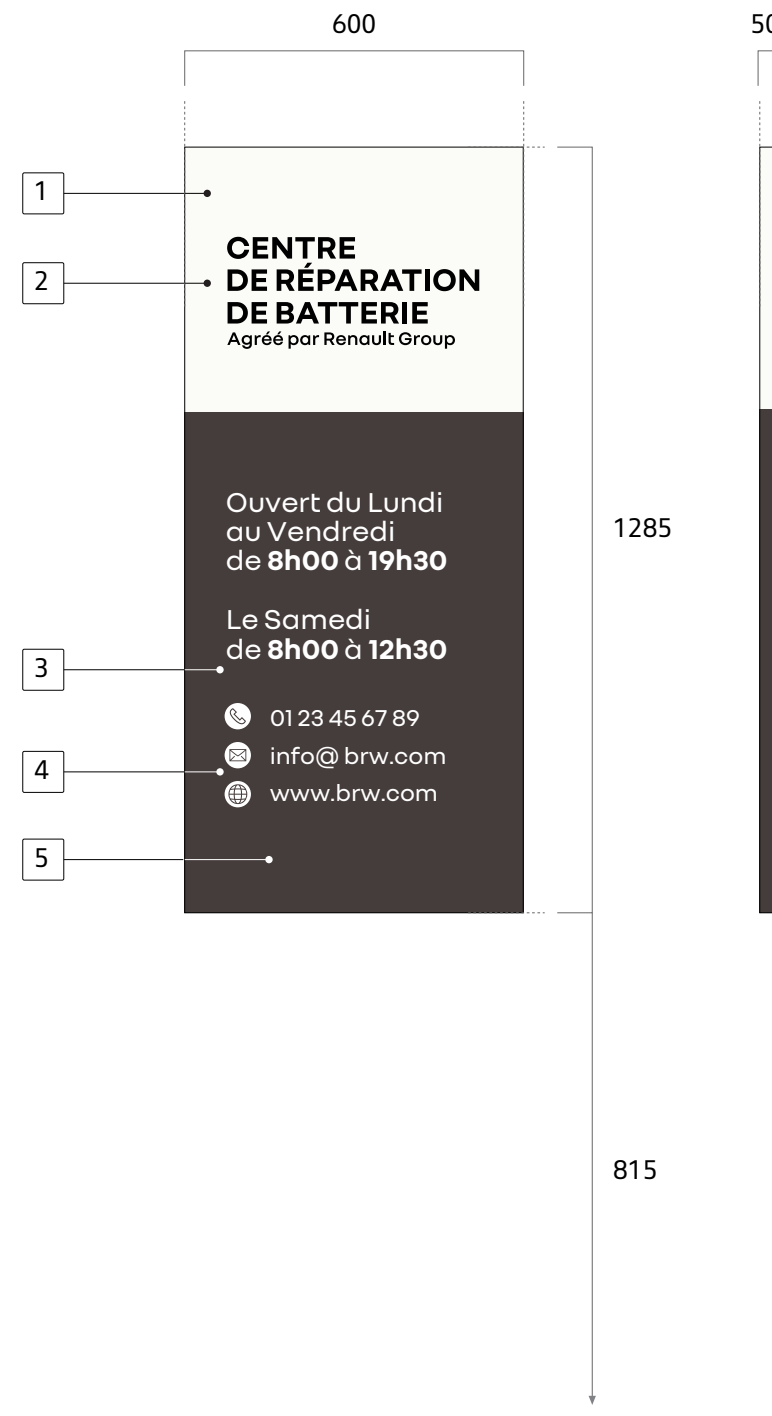 600
50
1
2
CENTRE
DE RÉPARATION
DE BATTERIE
Agréé par Renault Group
Ouvert du Lundi
au Vendredi
de 8h00 à 19h30
1285
Le Samedi
de 8h00 à 12h30
3
01 23 45 67 89
info@ brw.com
4
www.brw.com
5
815